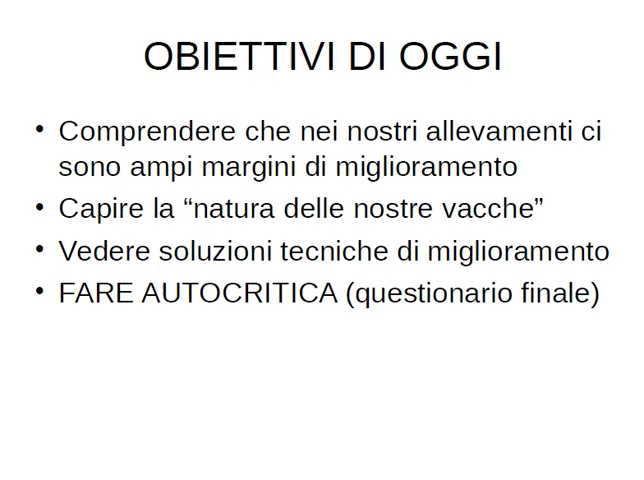 OBIETTIVI DI OGGI
• Comprendere che nei nostri allevamenti ci
sono ampi margini di miglioramento
• Capire la “natura delle nostre vacche”
• Vedere soluzioni tecniche di miglioramento
• FARE AUTOCRITICA (questionario finale)